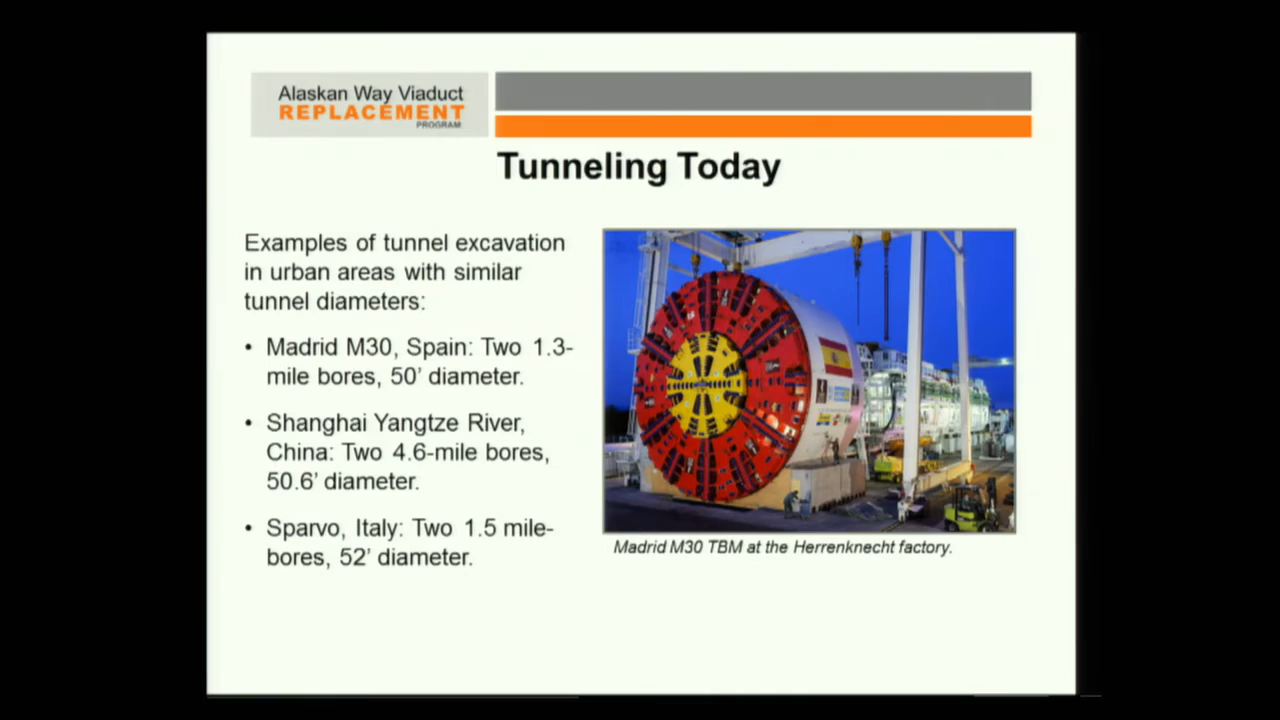 Alaskan Way Viaduct
REPLACEMENT
PROGRAM
Tunneling Today
Examples of tunnel excavation
in urban areas with similar
tunnel diameters:
• Madrid M30, Spain: Two 1.3-
mile bores, 50’ diameter.
• Shanghai Yangtze River,
China: Two 4.6-mile bores,
50.6’ diameter.
• Sparvo, Italy: Two 1.5 mile-
bores, 52’ diameter.
Madrid M30 TBM at the Herrenknecht factory.